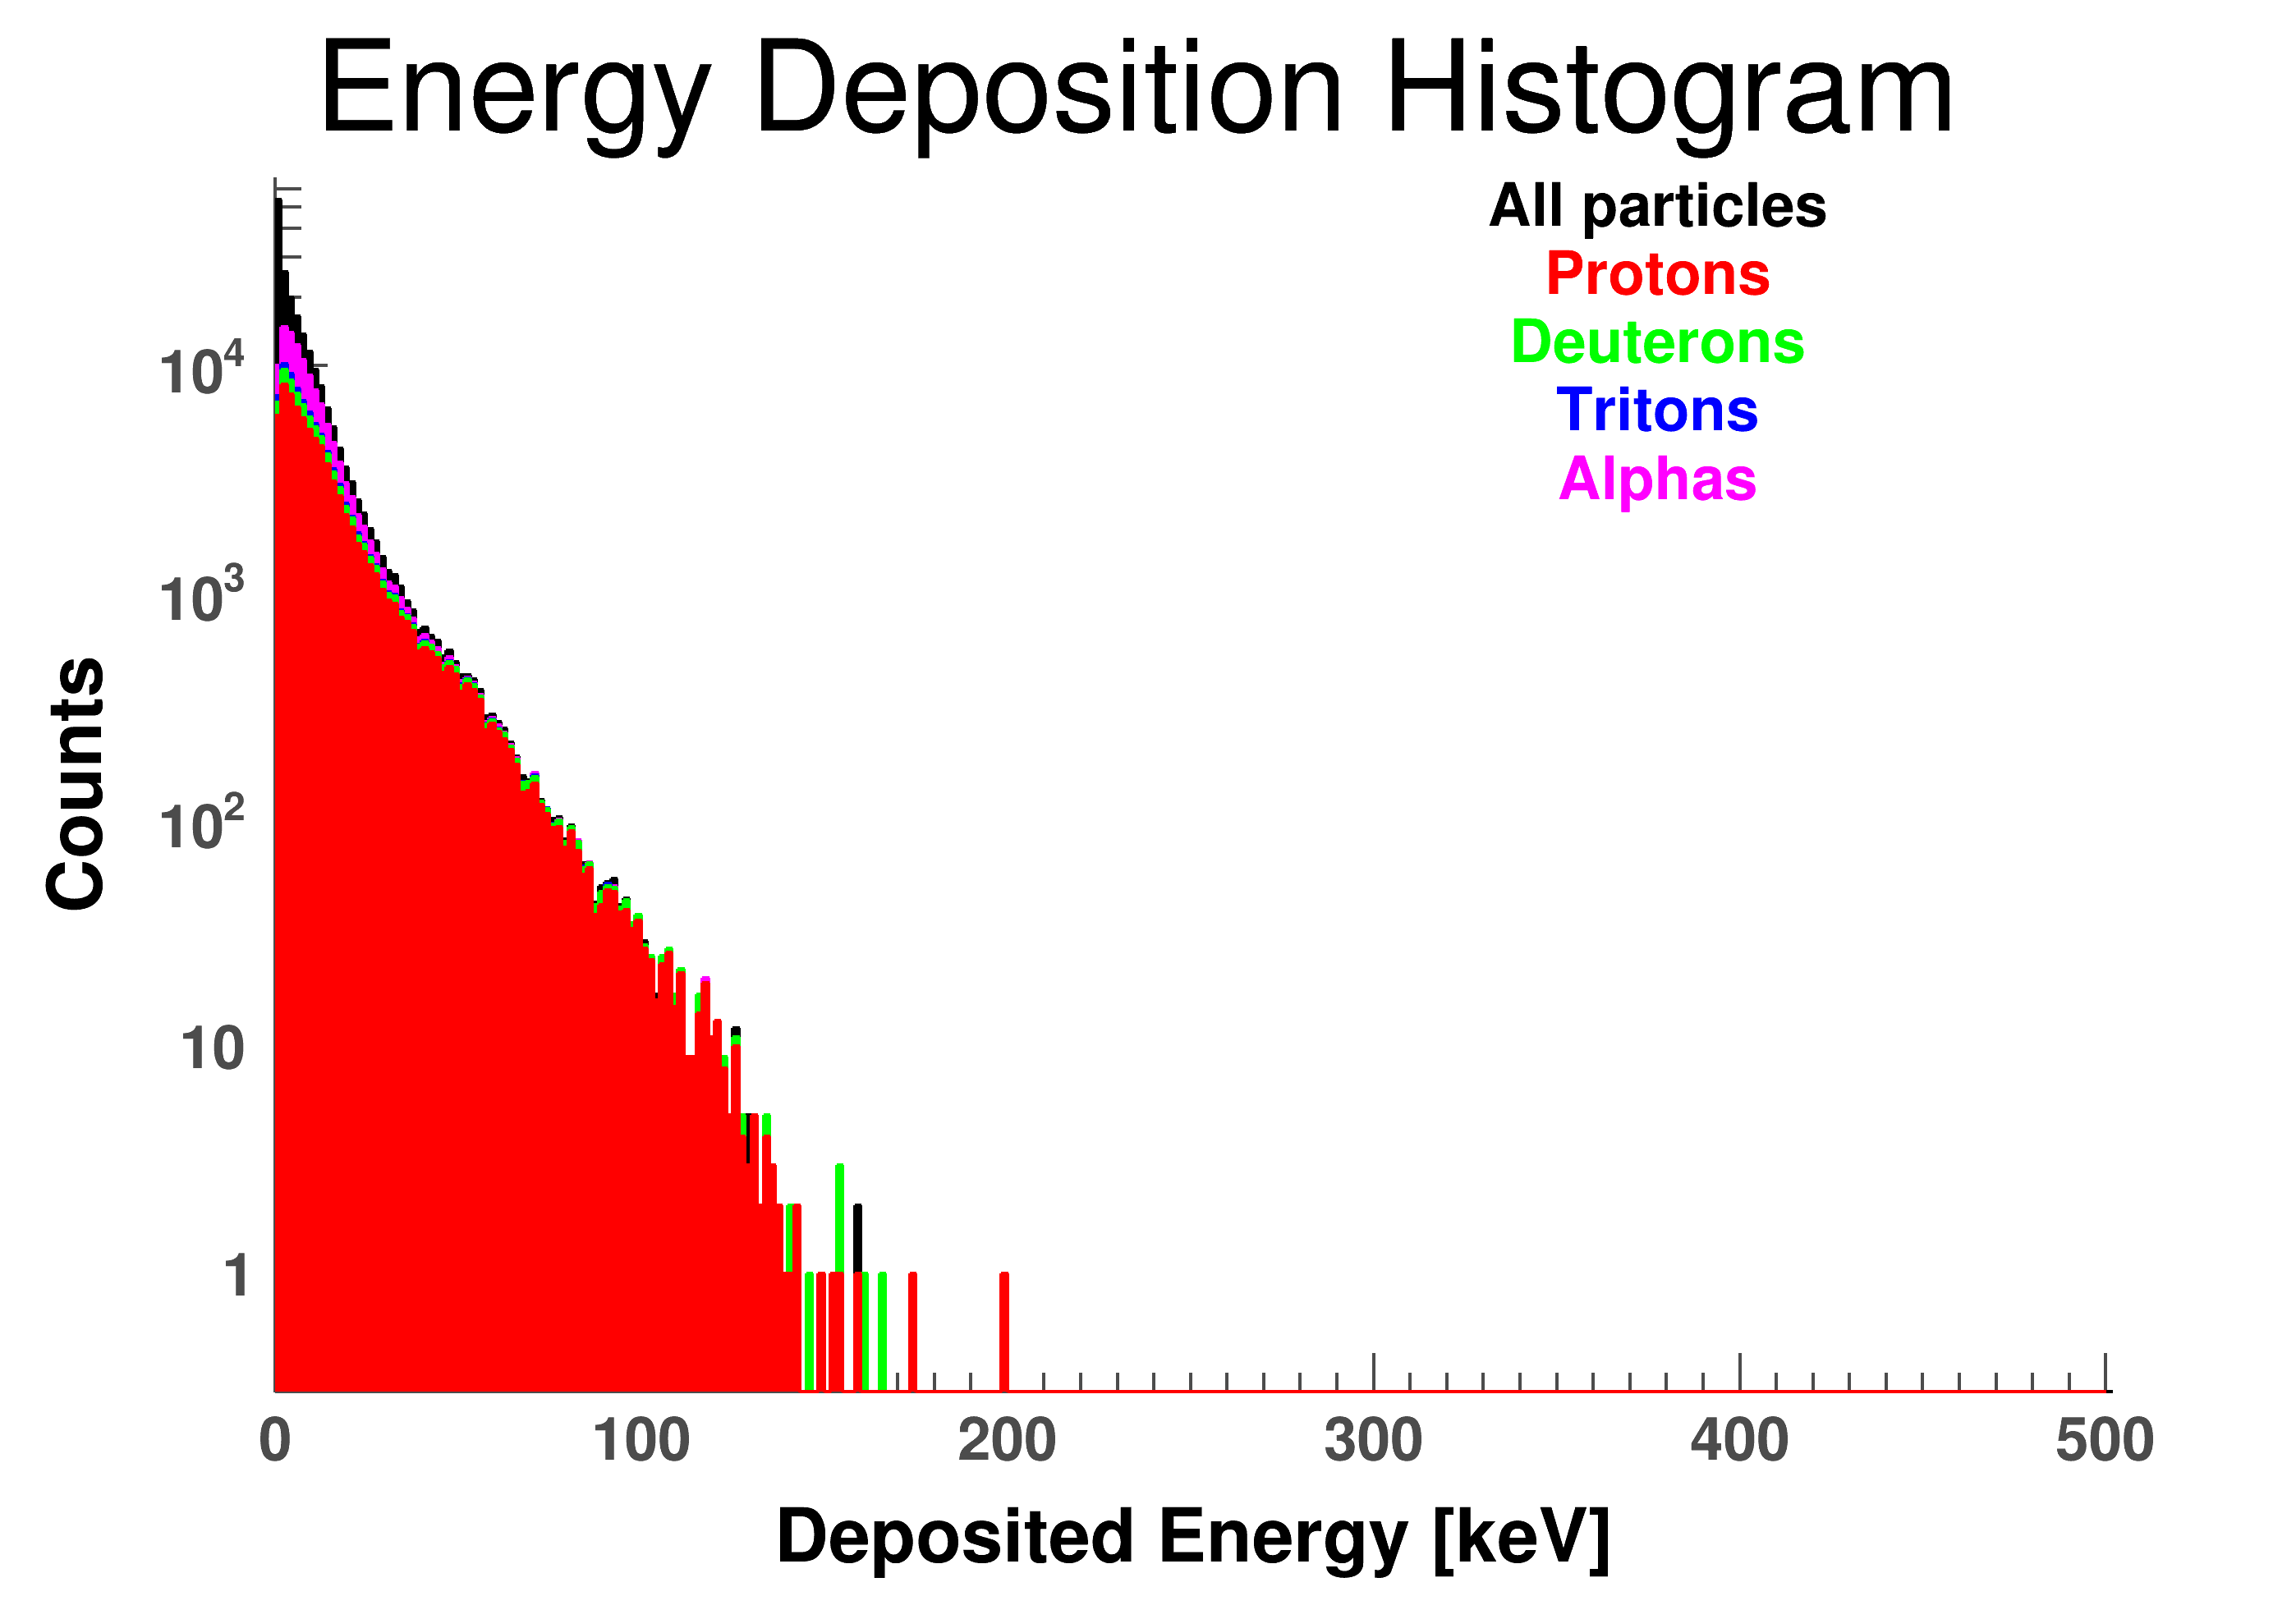 Energy Deposition Histogram
All particles
Protons
Deuterons
Tritons
Alphas
Counts
10⁴
10³
10²
10
1
0 100 200 300 400 500
Deposited Energy [keV]